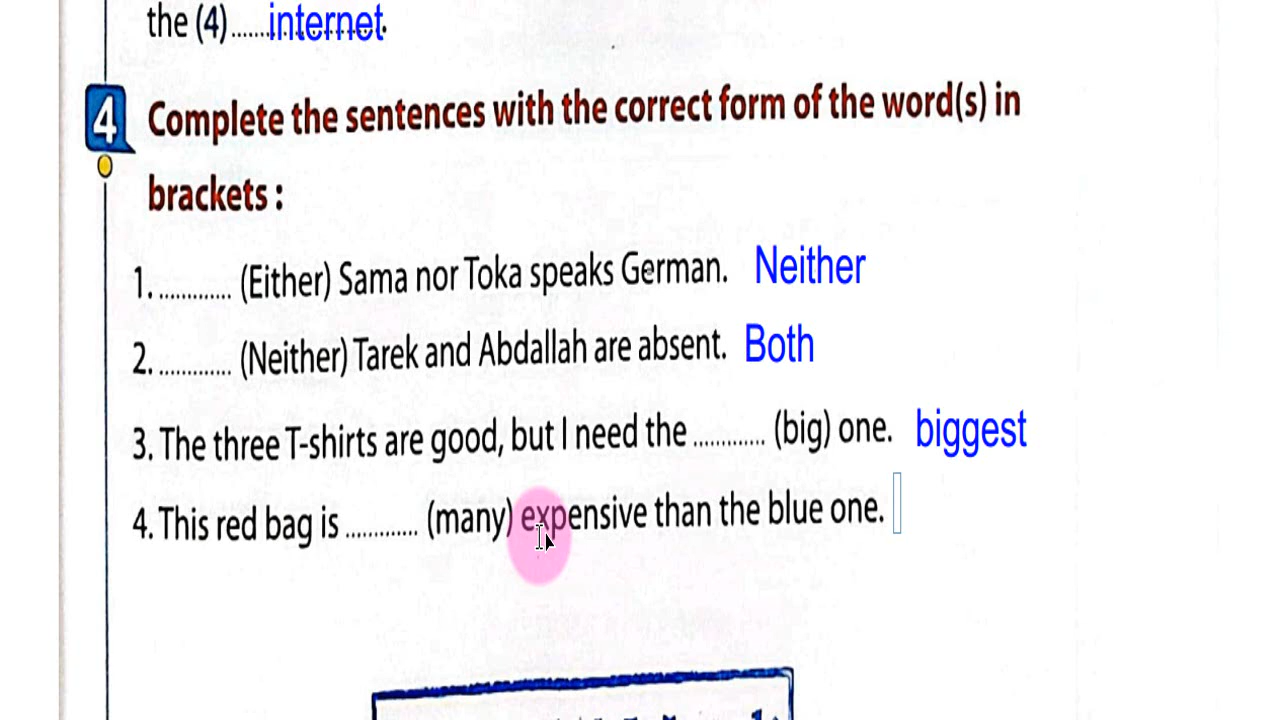 the (4).......internet.
4 Complete the sentences with the correct form of the word(s) in
brackets :
1. ............. (Either) Sama nor Toka speaks German. Neither
2. ............. (Neither) Tarek and Abdallah are absent. Both
3. The three T-shirts are good, but I need the ............. (big) one. biggest
4. This red bag is ............. (many) expensive than the blue one.